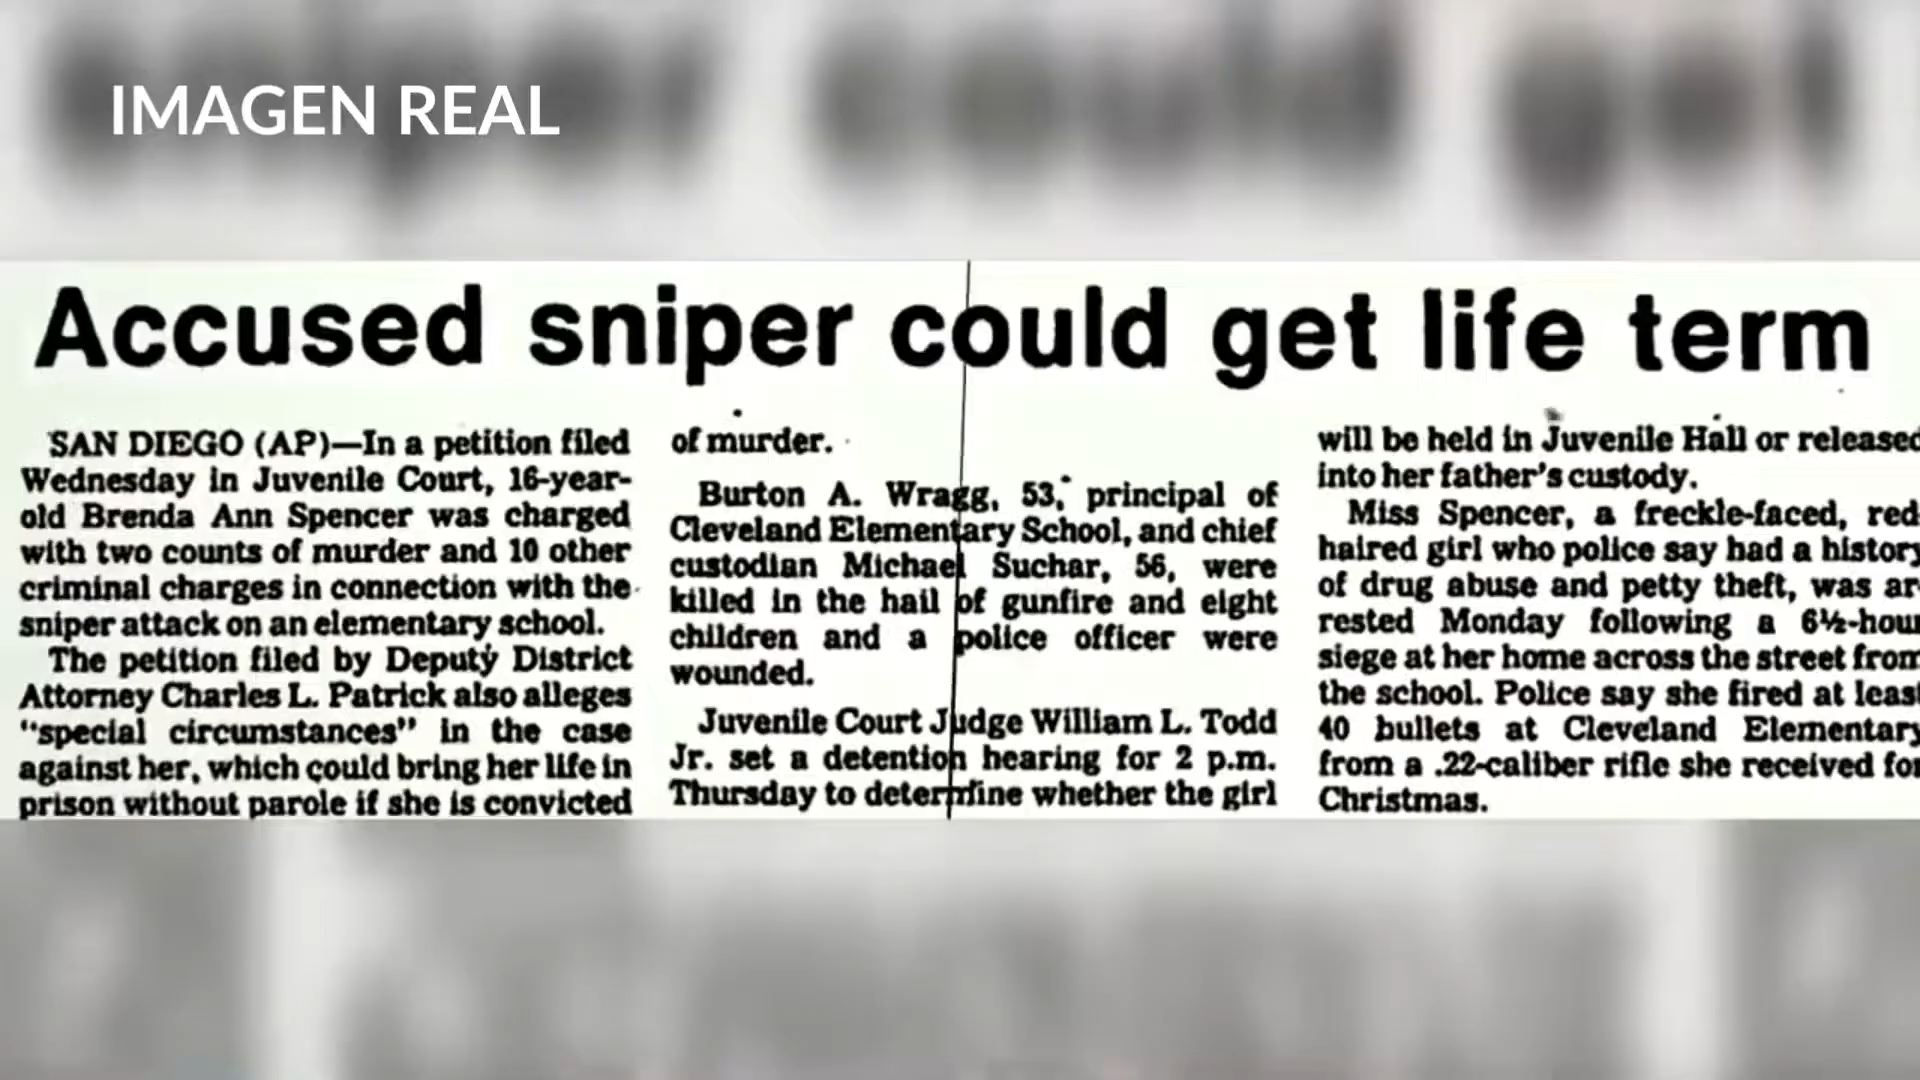 IMAGEN REAL
Accused sniper could get life term
SAN DIEGO (AP)—In a petition filed
Wednesday in Juvenile Court, 16-year-
old Brenda Ann Spencer was charged
with two counts of murder and 10 other
criminal charges in connection with the
sniper attack on an elementary school.
The petition filed by Deputy District
Attorney Charles L. Patrick also alleges
“special circumstances” in the case
against her, which could bring her life in
prison without parole if she is convicted
of murder.
Burton A. Wragg, 53, principal of
Cleveland Elementary School, and chief
custodian Michael Suchar, 56, were
killed in the hail of gunfire and eight
children and a police officer were
wounded.
Juvenile Court Judge William L. Todd
Jr. set a detention hearing for 2 p.m.
Thursday to determine whether the girl
will be held in Juvenile Hall or released
into her father's custody.
Miss Spencer, a freckle-faced, red-
haired girl who police say had a history
of drug abuse and petty theft, was ar-
rested Monday following a 6½-hour
siege at her home across the street from
the school. Police say she fired at least
40 bullets at Cleveland Elementary
from a .22-caliber rifle she received for
Christmas.